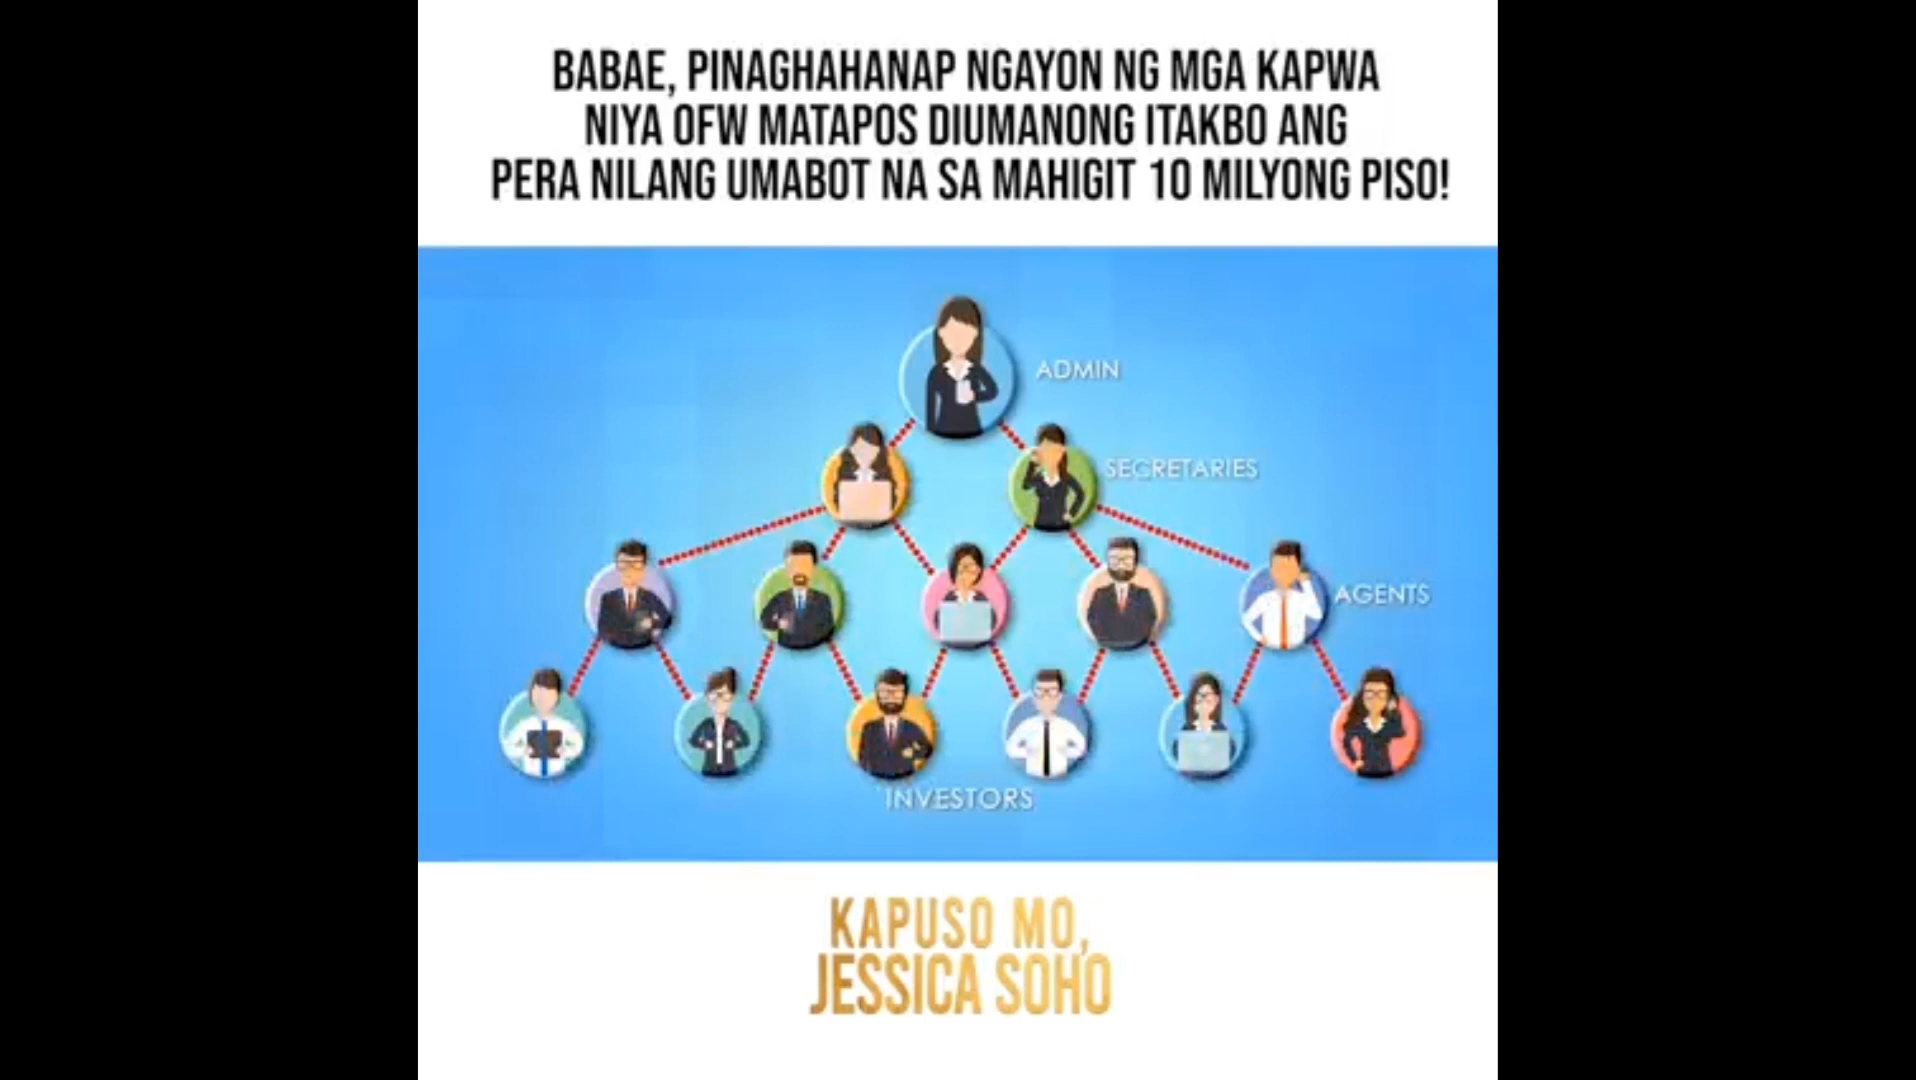 BABAE, PINAGHAHANAP NGAYON NG MGA KAPWA
NIYA OFW MATAPOS DIUMANONG ITAKBO ANG
PERA NILANG UMABOT NA SA MAHIGIT 10 MILYONG PISO!
ADMIN
SECRETARIES
AGENTS
INVESTORS
KAPUSO MO,
JESSICA SOHO